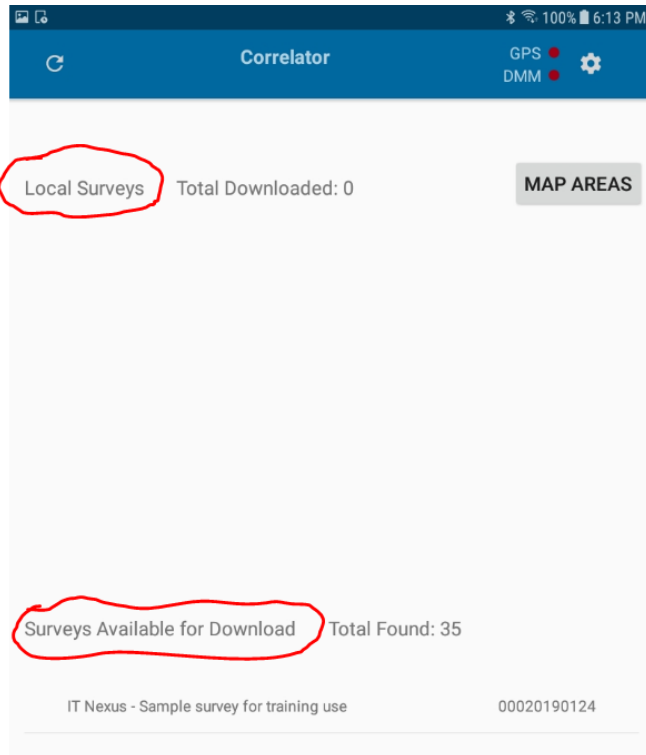 100% 6:13 PM
Correlator
GPS
DMM
Local Surveys Total Downloaded: 0 MAP AREAS
Surveys Available for Download Total Found: 35
IT Nexus - Sample survey for training use 00020190124